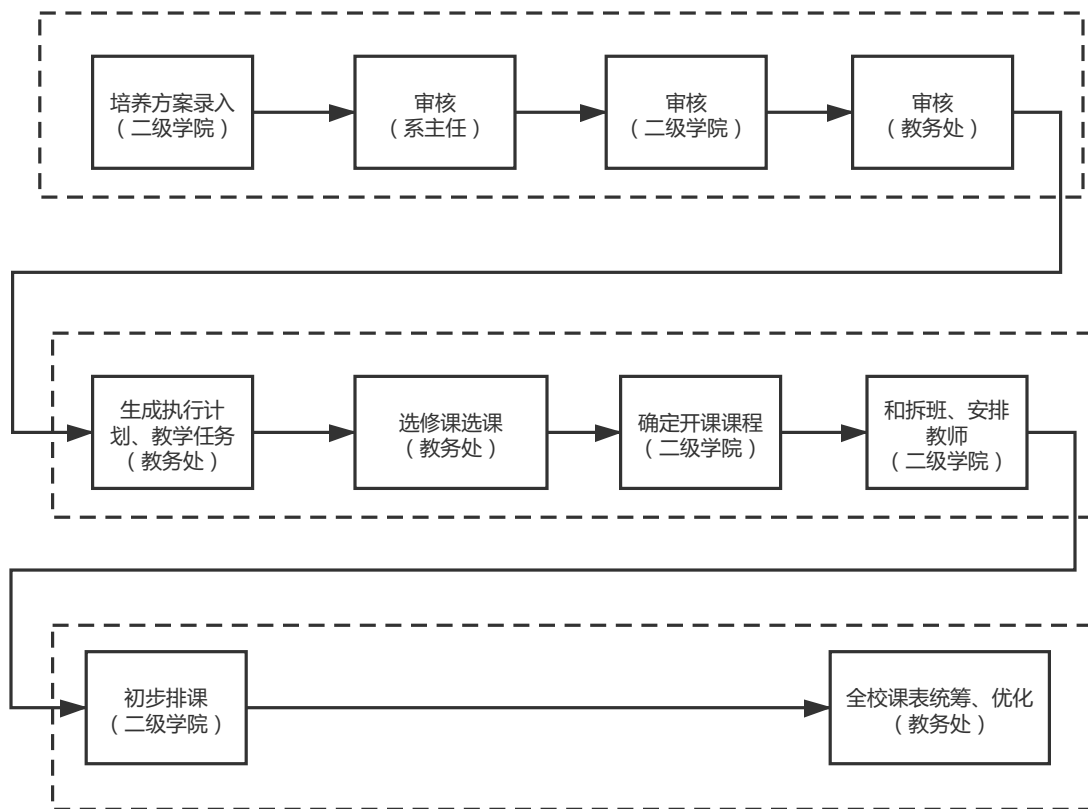 培养方案录入
（二级学院）
审核
（系主任）
审核
（二级学院）
审核
（教务处）
生成执行计
划、教学任务
（教务处）
选修课选课
（教务处）
确定开课课程
（二级学院）
和拆班、安排
教师
（二级学院）
初步排课
（二级学院）
全校课表统筹、优化
（教务处）